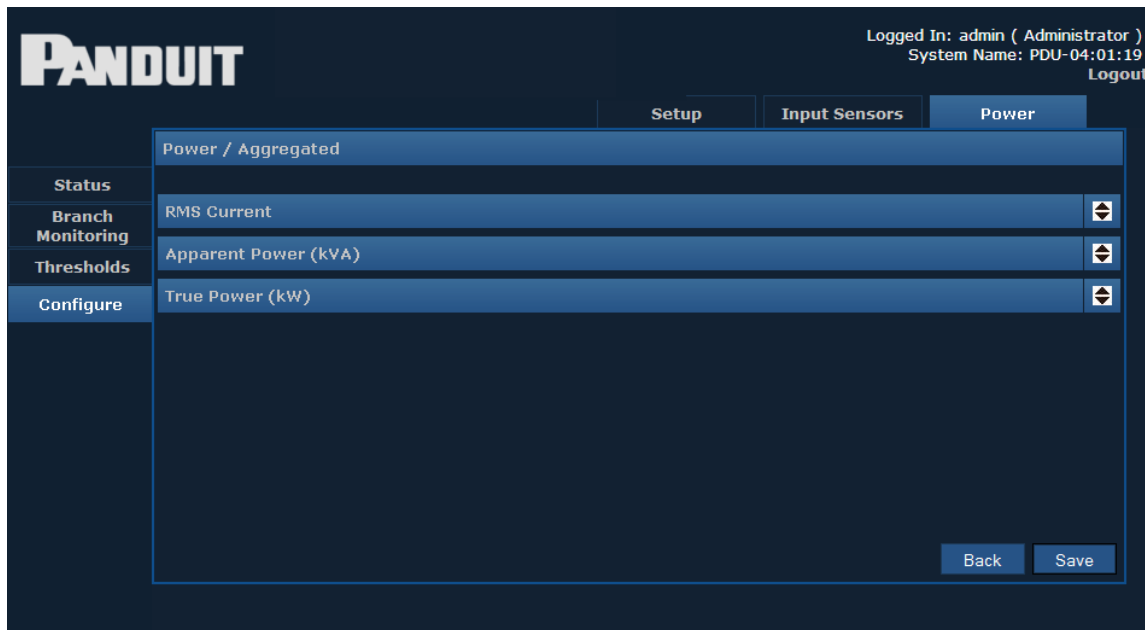 PANDUIT
Logged In: admin ( Administrator )
System Name: PDU-04:01:19
Logout
Setup
Input Sensors
Power
Power / Aggregated
Status
Branch
Monitoring
Thresholds
Configure
RMS Current
Apparent Power (kVA)
True Power (kW)
Back
Save